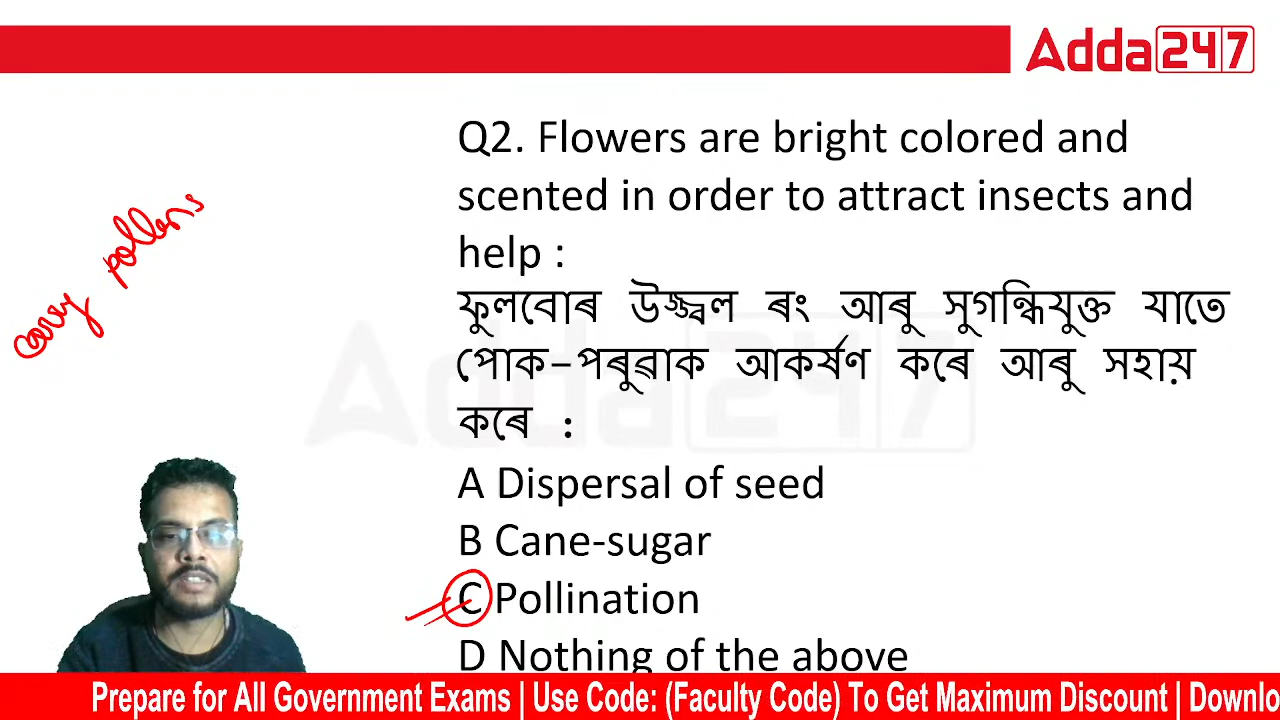 Adda247
Q2. Flowers are bright colored and
scented in order to attract insects and
help :
ফুলবোৰ উজ্জ্বল ৰং আৰু সুগন্ধিযুক্ত যাতে
পোক-পৰুৱাক আকৰ্ষণ কৰে আৰু সহায়
কৰে :
A Dispersal of seed
B Cane-sugar
C Pollination
D Nothing of the above
pollens
Adda247
Prepare for All Government Exams | Use Code: (Faculty Code) To Get Maximum Discount | Downlo